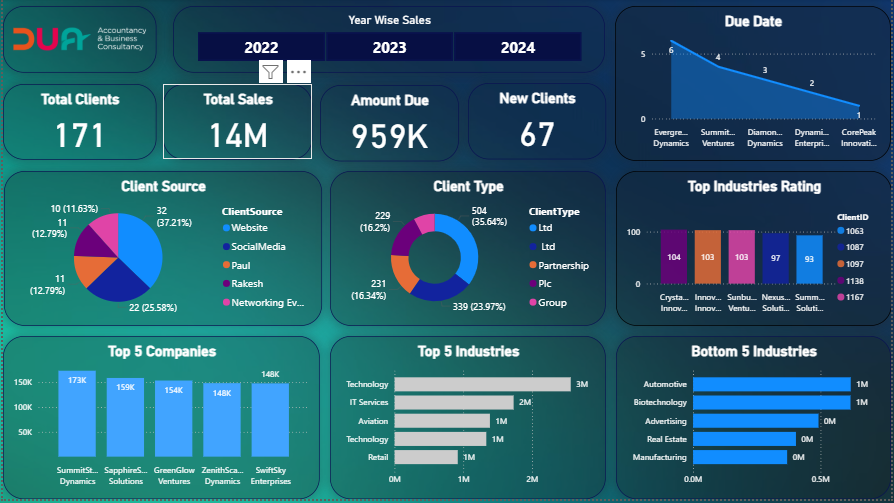 DUA Accountancy
& Business
Consultancy
Year Wise Sales
2022 2023 2024
Total Clients
171
Total Sales
14M
Amount Due
959K
New Clients
67
Due Date
5
0
6
4
3
2
1
Evergre... Summit... Diamon... Dynami... CorePeak
Dynamics Ventures Dynamics Enterpri... Innovati...
Client Source
10 (11.63%)
11
(12.79%)
11
(12.79%)
32
(37.21%)
22 (25.58%)
ClientSource
Website
SocialMedia
Paul
Rakesh
Networking Ev...
Client Type
229
(16.2%)
231
(16.34%)
504
(35.64%)
339 (23.97%)
ClientType
Ltd
Ltd
Partnership
Plc
Group
Top Industries Rating
100
0
104 103 103 97 93
Crysta... Innov... Sunbu... Nexus... Summ...
Innov... Innov... Ventu... Soluti... Soluti...
ClientID
1063
1087
1097
1138
1167
Top 5 Companies
150K
100K
50K
173K 159K 154K 148K 148K
SummitSt... SapphireS... GreenGlow ZenithSca... SwiftSky
Dynamics Solutions Ventures Dynamics Enterprises
Top 5 Industries
Technology 3M
IT Services 2M
Aviation 1M
Technology 1M
Retail 1M
0M 1M 2M
Bottom 5 Industries
Automotive 1M
Biotechnology 1M
Advertising 0M
Real Estate 0M
Manufacturing 0M
0.0M 0.5M